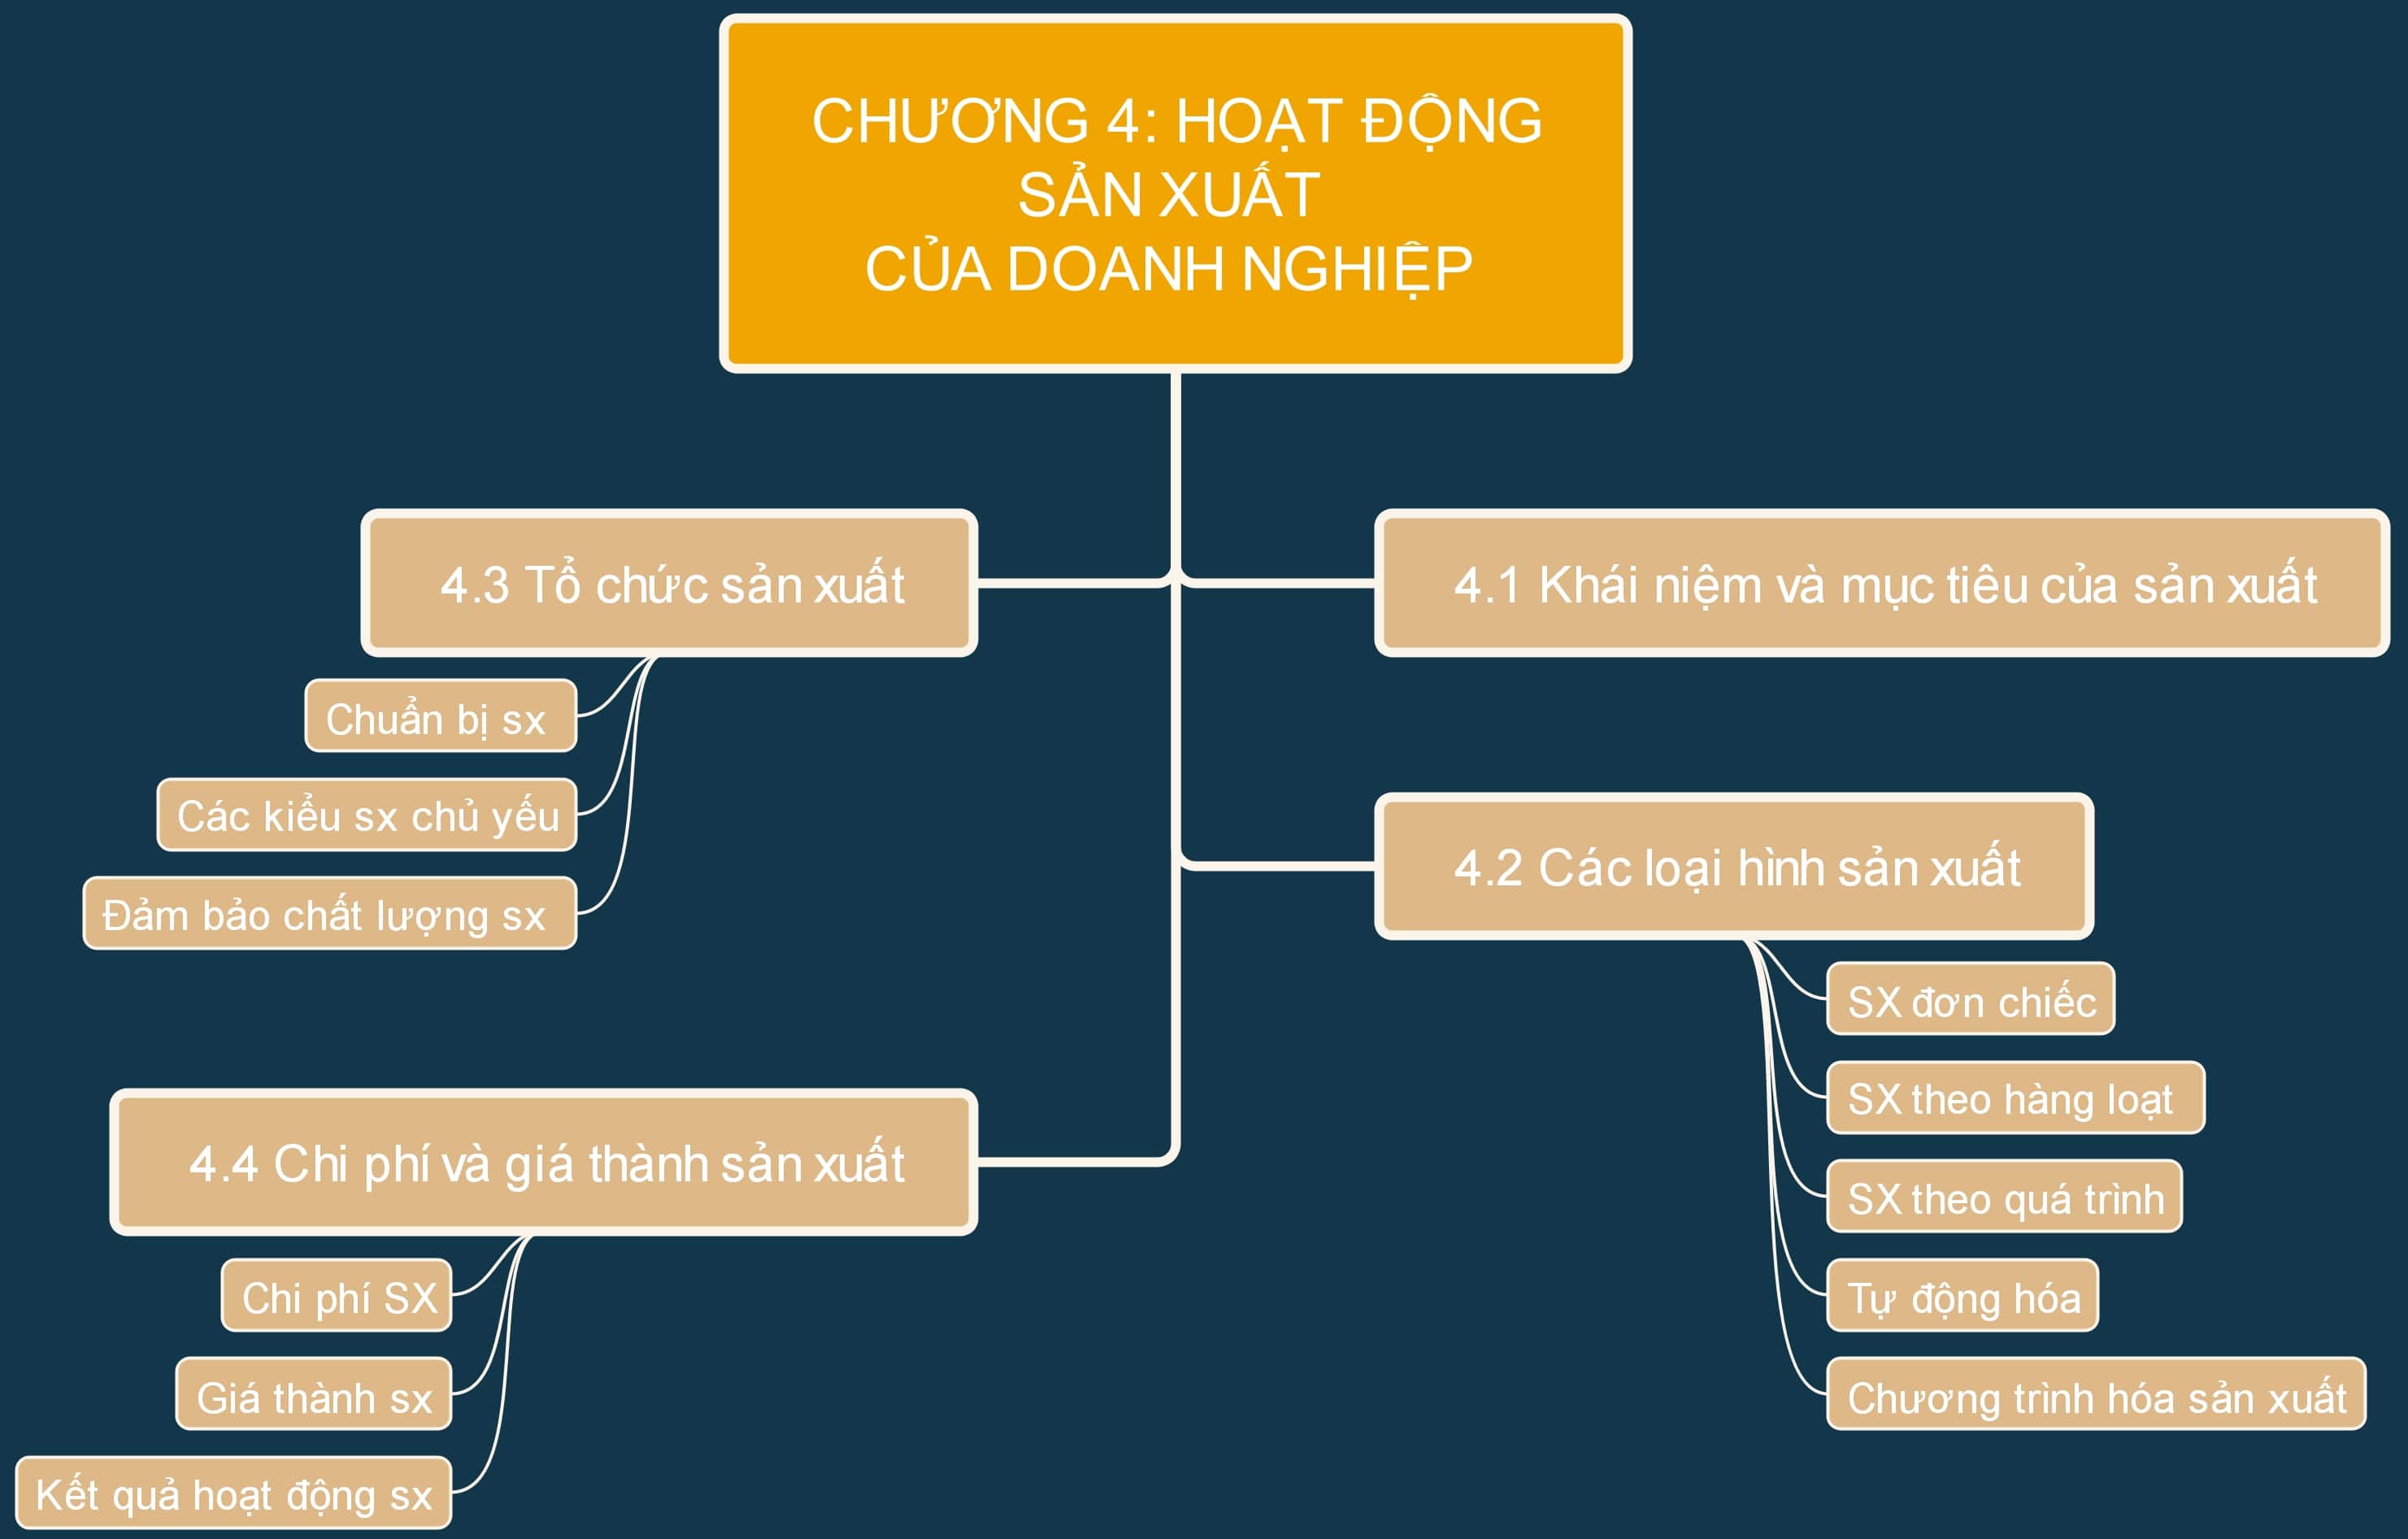 CHƯƠNG 4: HOẠT ĐỘNG
SẢN XUẤT
CỦA DOANH NGHIỆP
4.1 Khái niệm và mục tiêu của sản xuất
4.2 Các loại hình sản xuất
SX đơn chiếc
SX theo hàng loạt
SX theo quá trình
Tự động hóa
Chương trình hóa sản xuất
4.3 Tổ chức sản xuất
Chuẩn bị sx
Các kiểu sx chủ yếu
Đảm bảo chất lượng sx
4.4 Chi phí và giá thành sản xuất
Chi phí SX
Giá thành sx
Kết quả hoạt động sx